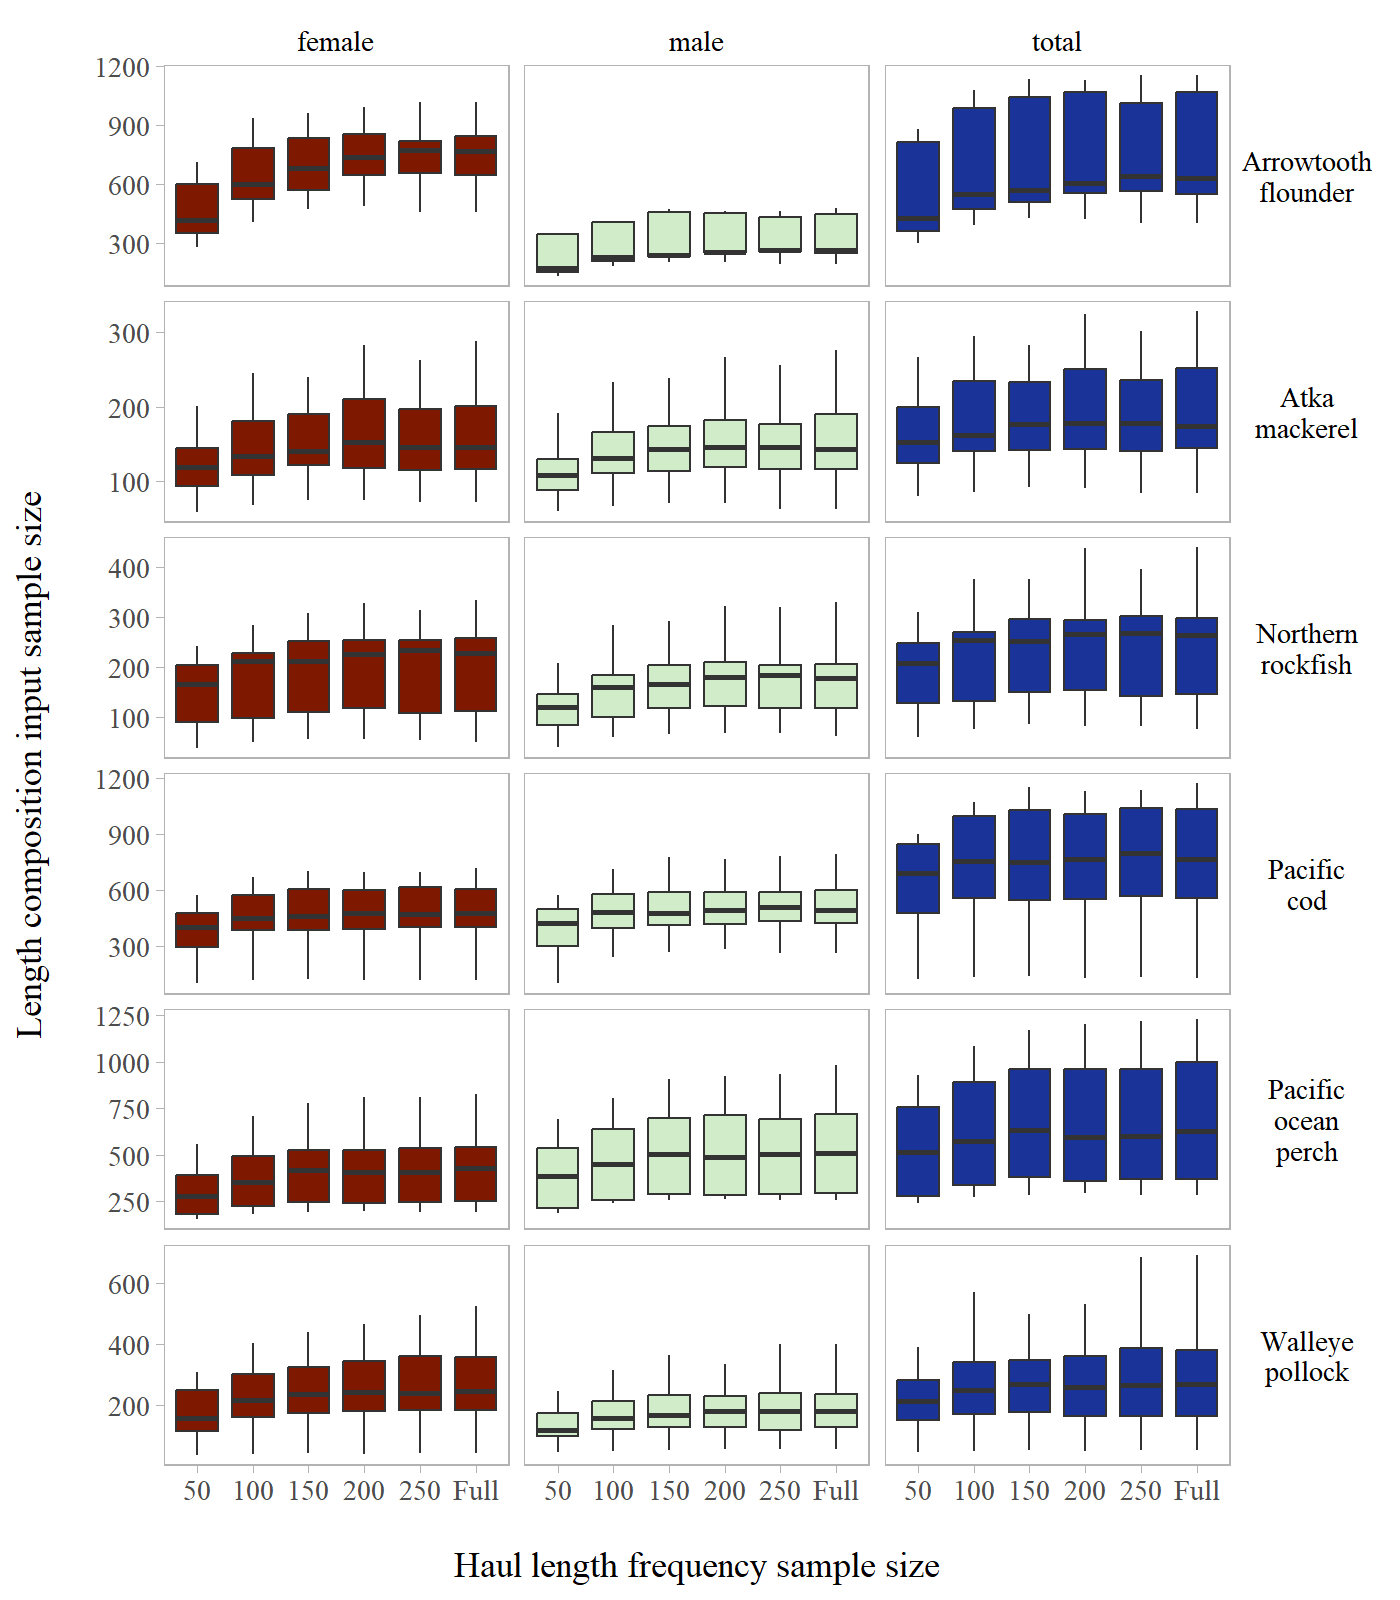 female male total
1200
900
600
300
Arrowtooth
flounder
300
200
100
Atka
mackerel
400
300
200
100
Northern
rockfish
1200
900
600
300
Pacific
cod
1250
1000
750
500
250
Pacific
ocean
perch
600
400
200
Walleye
pollock
Length composition input sample size
50 100 150 200 250 Full 50 100 150 200 250 Full 50 100 150 200 250 Full
Haul length frequency sample size